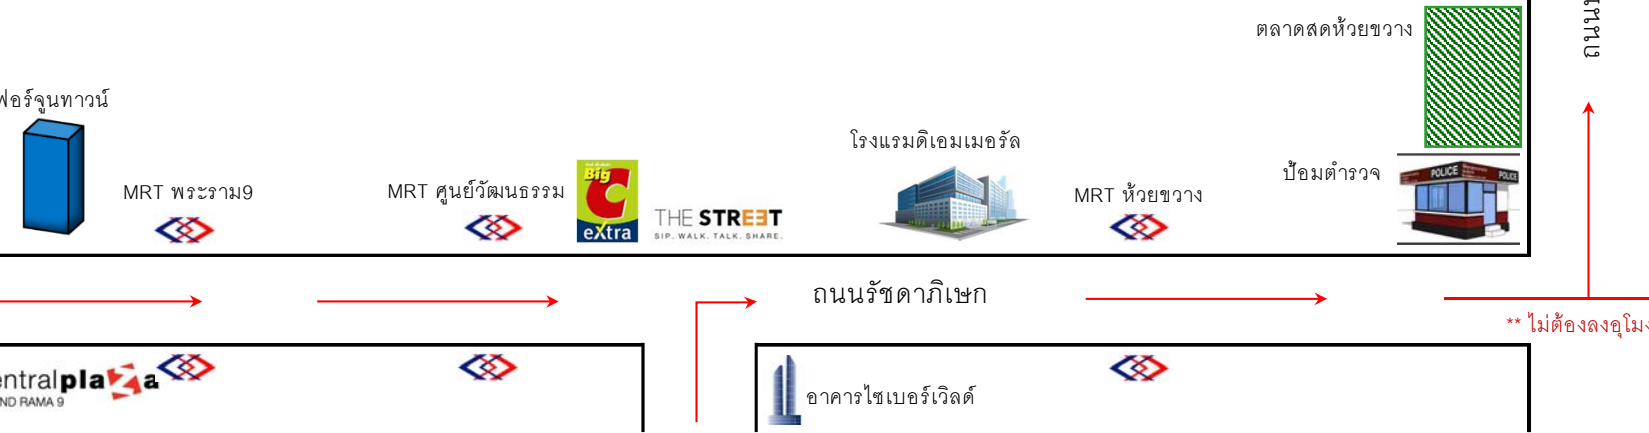 ตลาดสดห้วยขวาง
ถนน
ฟอร์จูนทาวน์
โรงแรมดิเอมเมอรัล
ป้อมตำรวจ
POLICE
POLICE
MRT พระราม9
MRT ศูนย์วัฒนธรรม
Big C extra
THE STREET
SIP. WALK. TALK. SHARE.
MRT ห้วยขวาง
ถนนรัชดาภิเษก
** ไม่ต้องลงอุโมง
entralplaza
ND RAMA 9
อาคารไซเบอร์เวิลด์